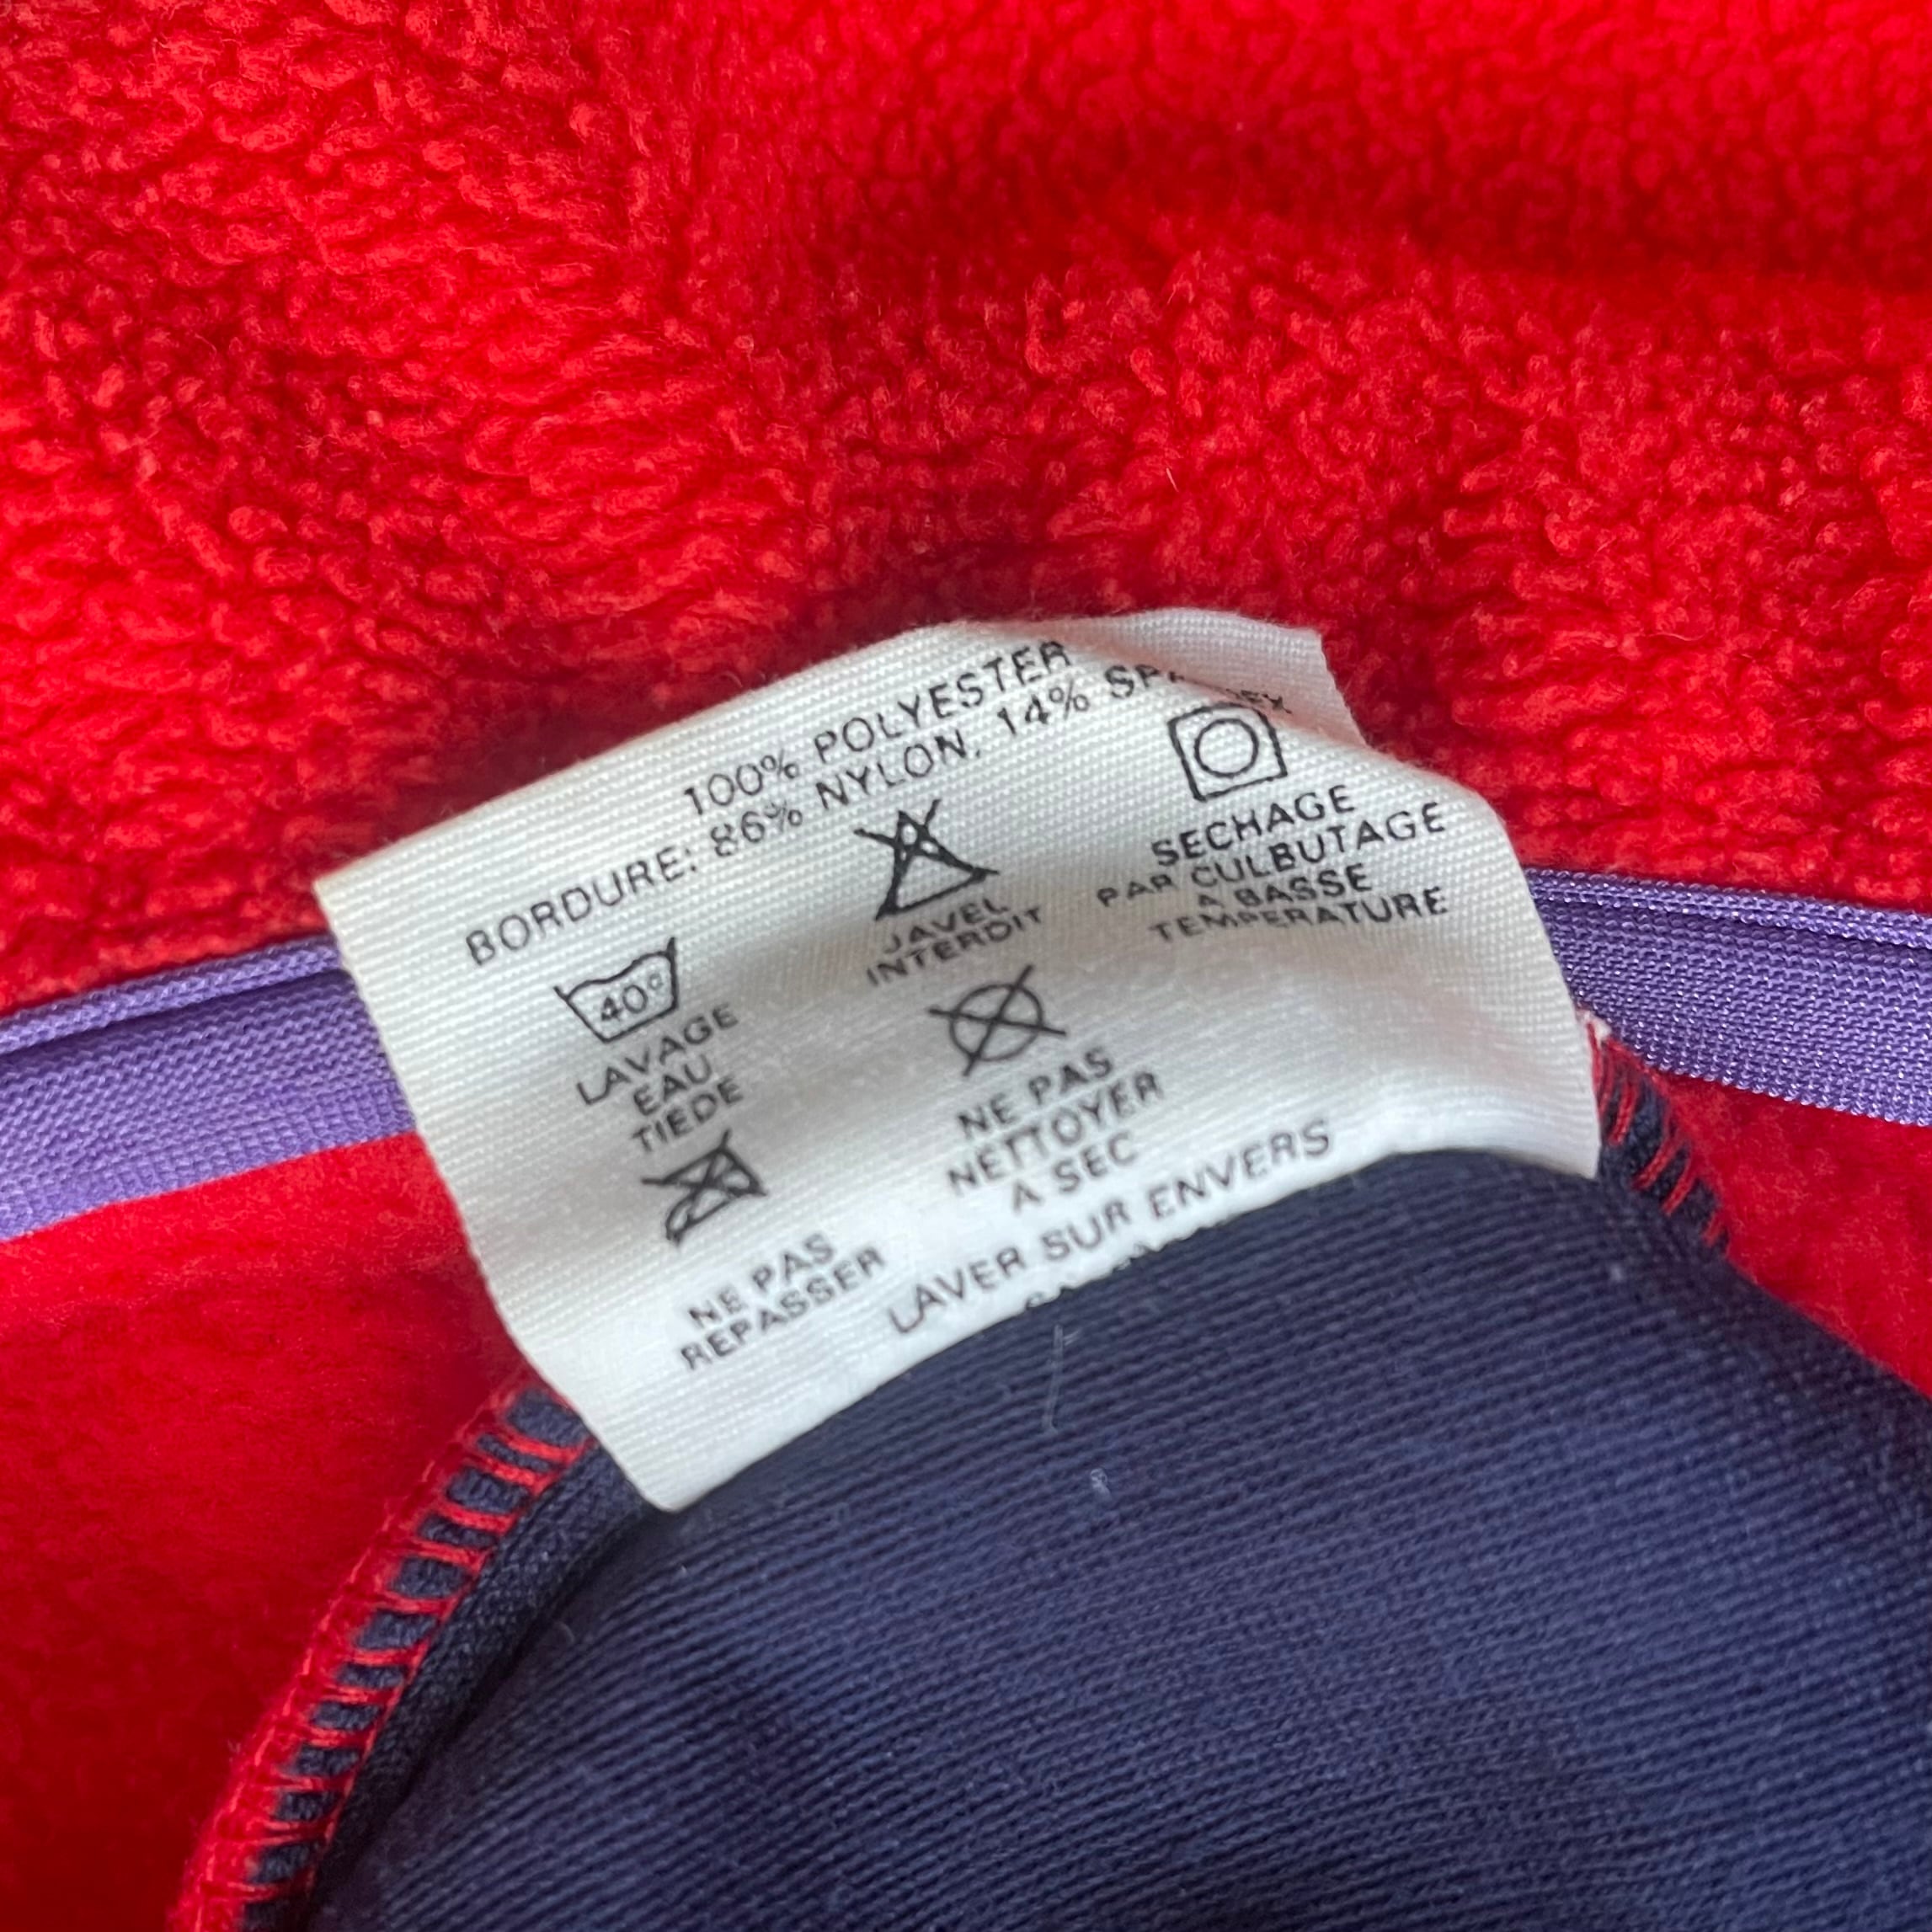 100% POLYESTER
BORDURE: 86% NYLON, 14%
40°
LAVAGE
EAU
TIEDE
JAVEL
INTERDIT
SECHAGE
PAR CULBUTAGE
A BASSE
TEMPERATURE
NE PAS
REPASSER
NE PAS
NETTOYER
A SEC
LAVER SUR ENVERS